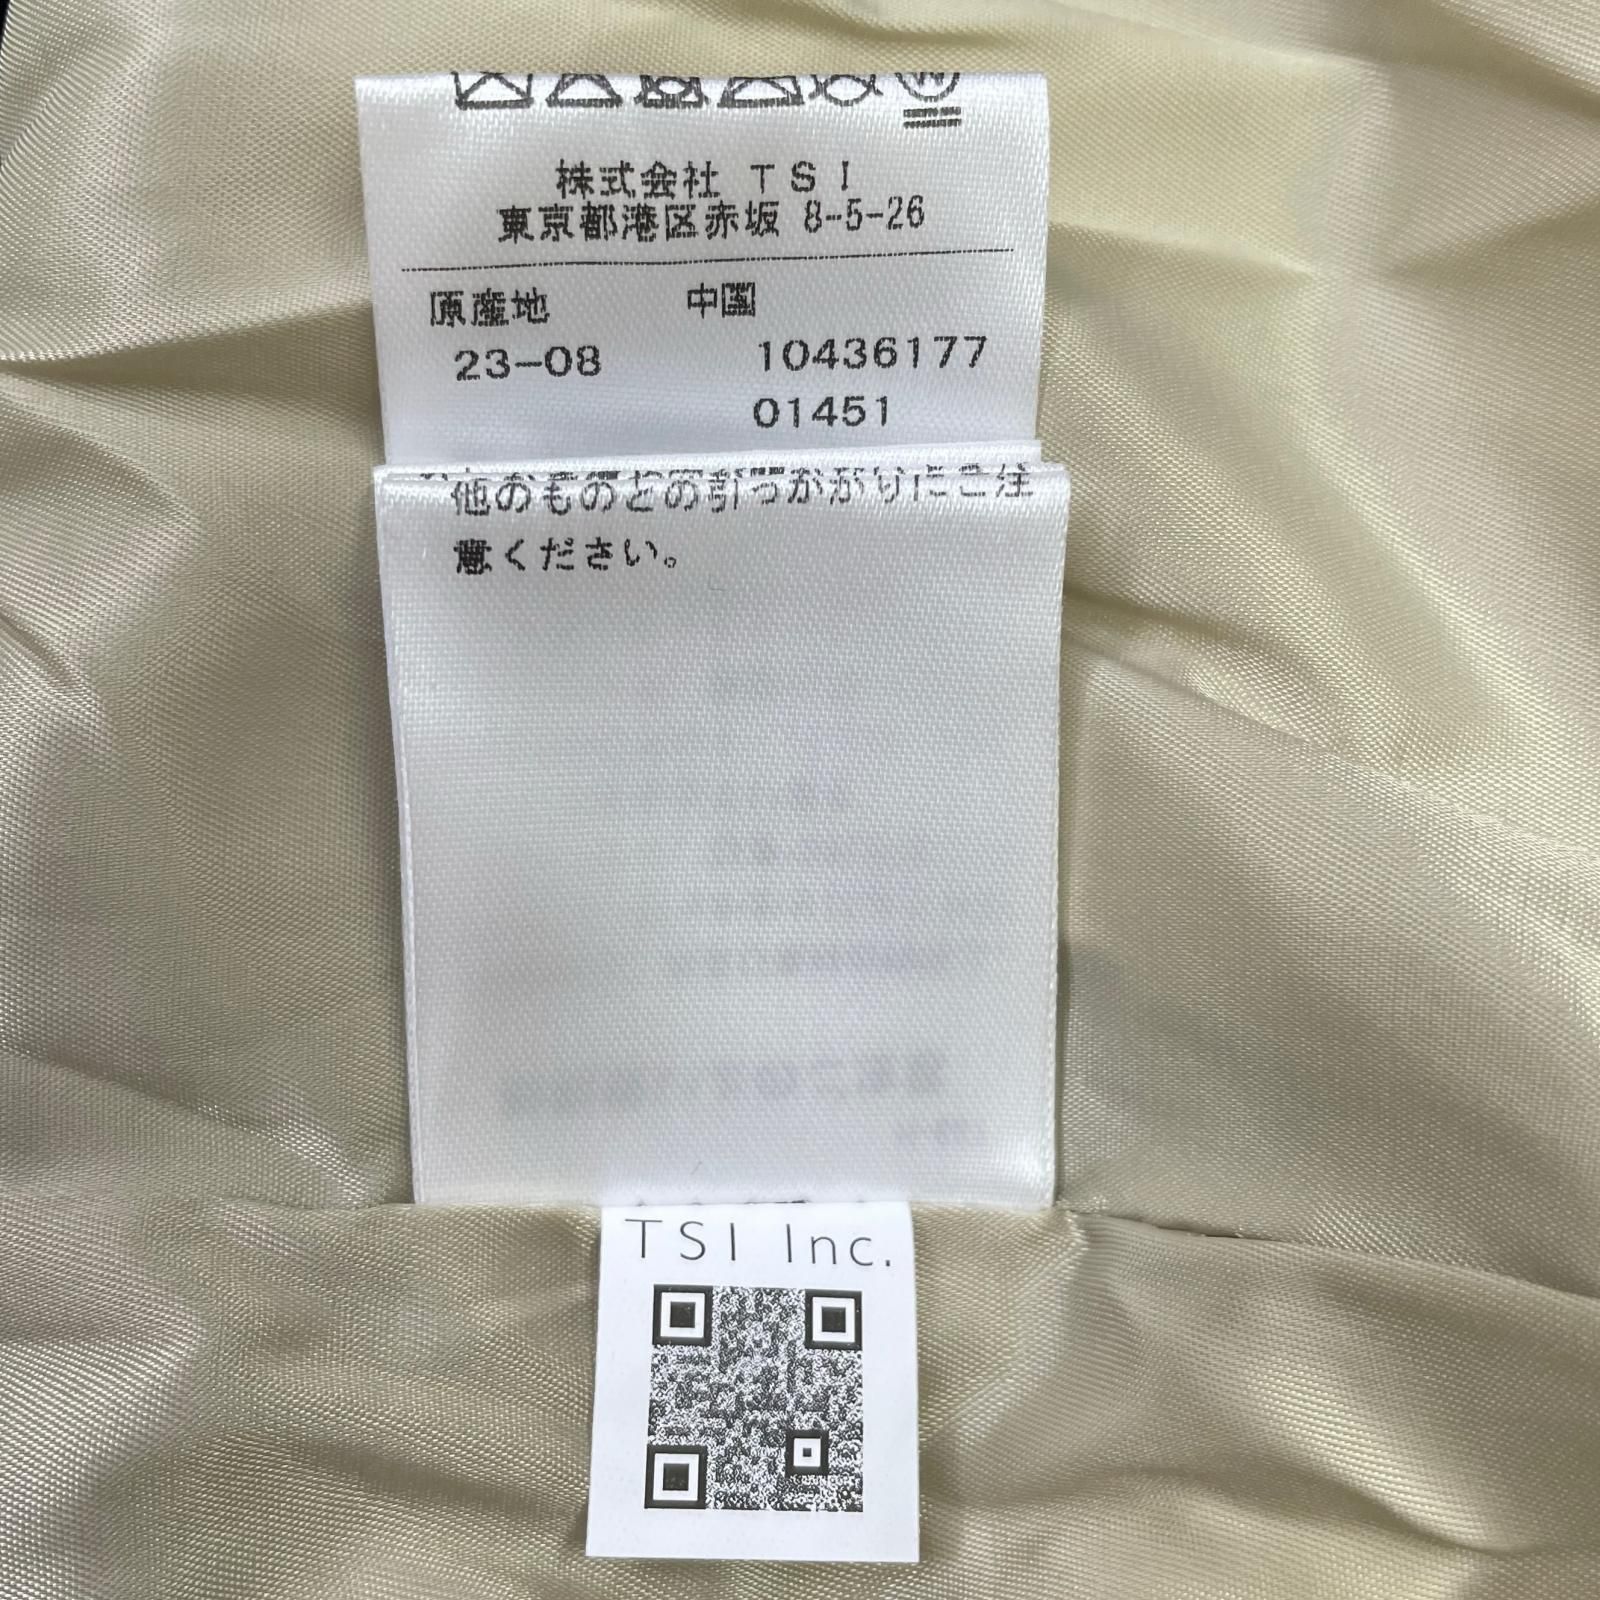 株式会社 TSI
東京都港区赤坂 8-5-26
原産地 中国
23-08 10436177
01451
他のものとの引っかかりにご注
意ください。
TSI Inc.